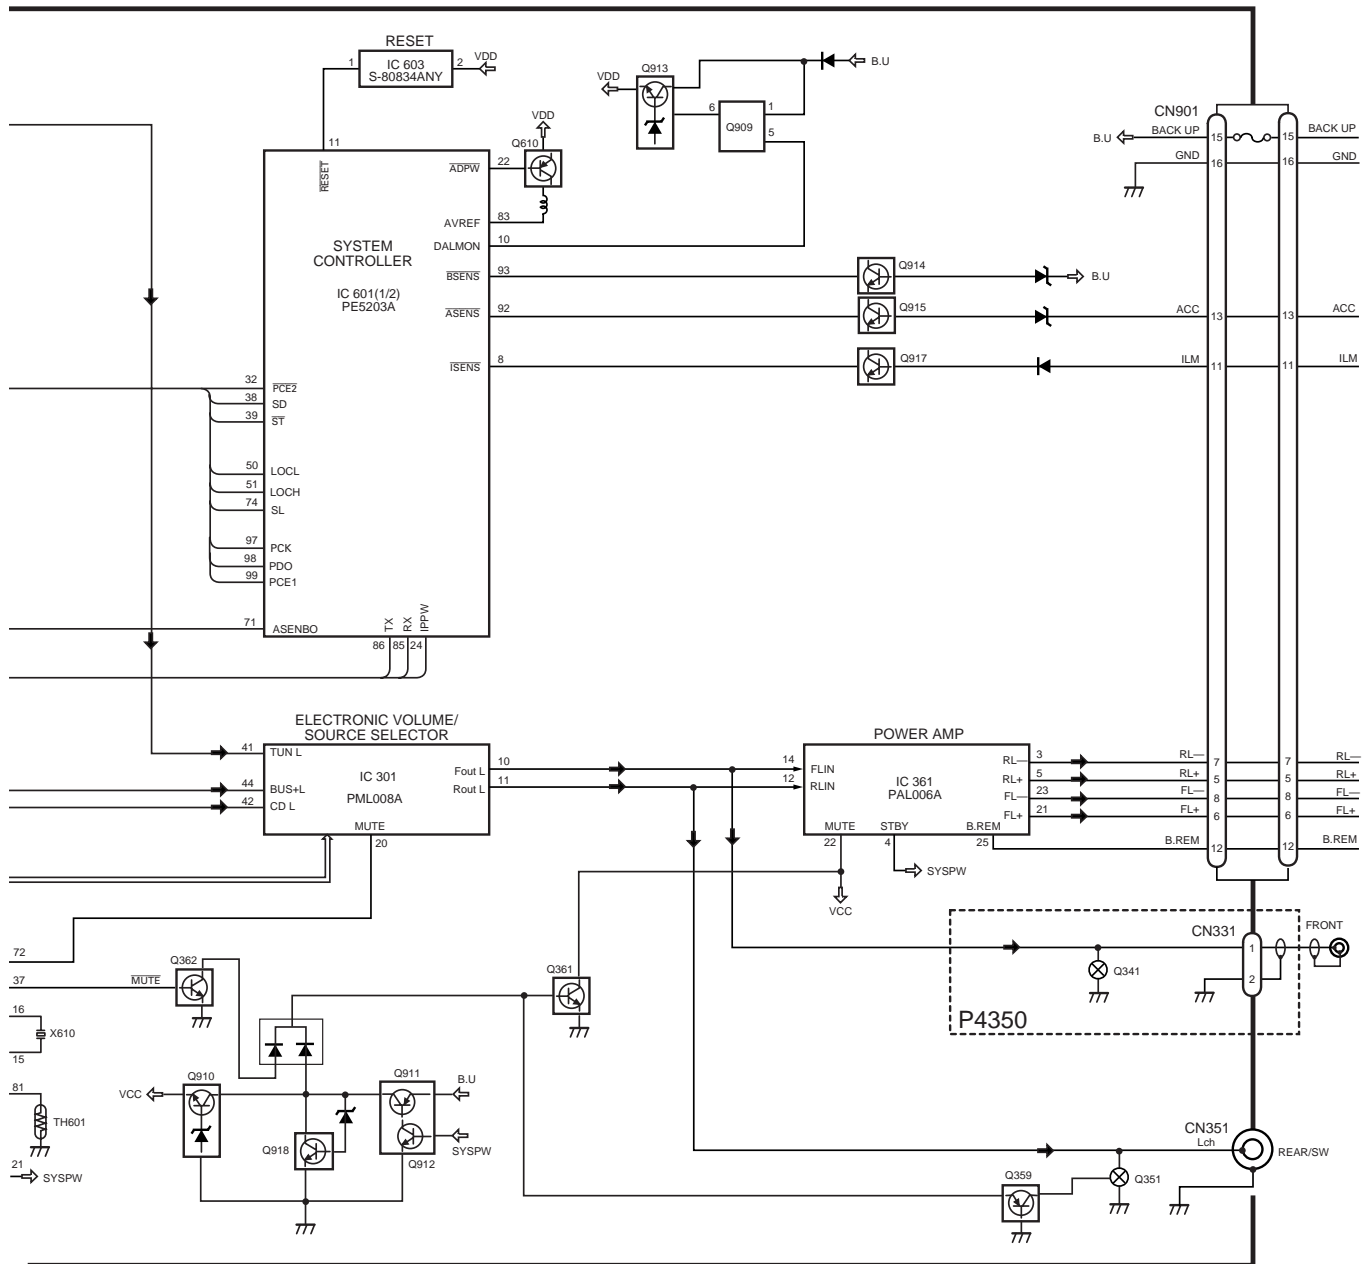 RESET
1 IC 603 2 VDD
S-80834ANY
VDD Q913 B.U
6 1
Q909
5
CN901
B.U BACK UP 15 15 BACK UP
GND 16 16 GND
11
RESET
VDD
Q610
ADPW 22
AVREF 83
DALMON 10
SYSTEM
CONTROLLER
IC 601(1/2)
PE5203A
BSENS 93 Q914 B.U
ASENS 92 Q915 ACC 13 13 ACC
ISENS 8 Q917 ILM 11 11 ILM
32 PCE2
38 SD
39 ST
50 LOCL
51 LOCH
74 SL
97 PCK
98 PDO
99 PCE1
71 ASENBO
TX RX IPPW
86 85 24
ELECTRONIC VOLUME/
SOURCE SELECTOR
41 TUN L
44 BUS+L
42 CD L
IC 301
PML008A
Fout L 10
Rout L 11
MUTE
20
POWER AMP
14 FLIN
12 RLIN
IC 361
PAL006A
RL— 3 RL— 7 7 RL—
RL+ 5 RL+ 5 5 RL+
FL— 23 FL— 8 8 FL—
FL+ 21 FL+ 6 6 FL+
MUTE STBY B.REM
22 4 25 B.REM 12 12 B.REM
SYSPW
VCC
CN331 FRONT
1
Q341
2
P4350
72
Q362
37 MUTE
Q361
16
X610
15
Q910 Q911
81 VCC B.U
TH601
Q918
SYSPW
Q912
21
SYSPW
CN351
Lch
REAR/SW
Q359
Q351